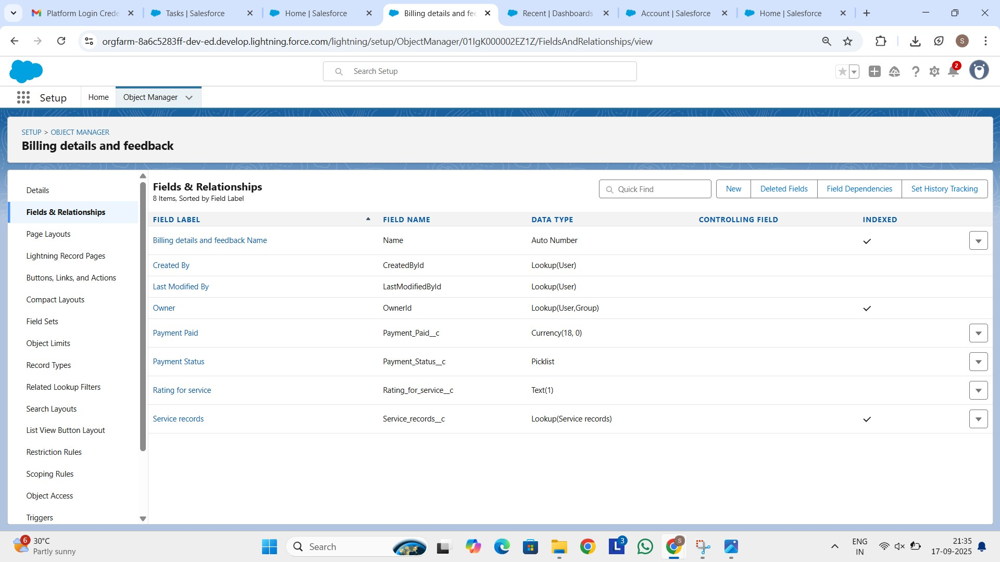 Platform Login Crede
Tasks | Salesforce
Home | Salesforce
Billing details and fee
Recent | Dashboards
Account | Salesforce
Home | Salesforce
orgfarm-8a6c5283ff-dev-ed.develop.lightning.force.com/lightning/setup/ObjectManager/01IgK000002EZ1Z/FieldsAndRelationships/view
S
Search Setup
2
Setup
Home
Object Manager
SETUP > OBJECT MANAGER
Billing details and feedback
Details
Fields & Relationships
Page Layouts
Lightning Record Pages
Buttons, Links, and Actions
Compact Layouts
Field Sets
Object Limits
Record Types
Related Lookup Filters
Search Layouts
List View Button Layout
Restriction Rules
Scoping Rules
Object Access
Triggers
Fields & Relationships
8 Items, Sorted by Field Label
Quick Find
New
Deleted Fields
Field Dependencies
Set History Tracking
FIELD LABEL FIELD NAME DATA TYPE CONTROLLING FIELD INDEXED
Billing details and feedback Name Name Auto Number
Created By CreatedById Lookup(User)
Last Modified By LastModifiedById Lookup(User)
Owner OwnerId Lookup(User,Group)
Payment Paid Payment_Paid__c Currency(18, 0)
Payment Status Payment_Status__c Picklist
Rating for service Rating_for_service__c Text(1)
Service records Service_records__c Lookup(Service records)
6
30°C
Partly sunny
Search
L
3
S
ENG
IN
21:35
17-09-2025